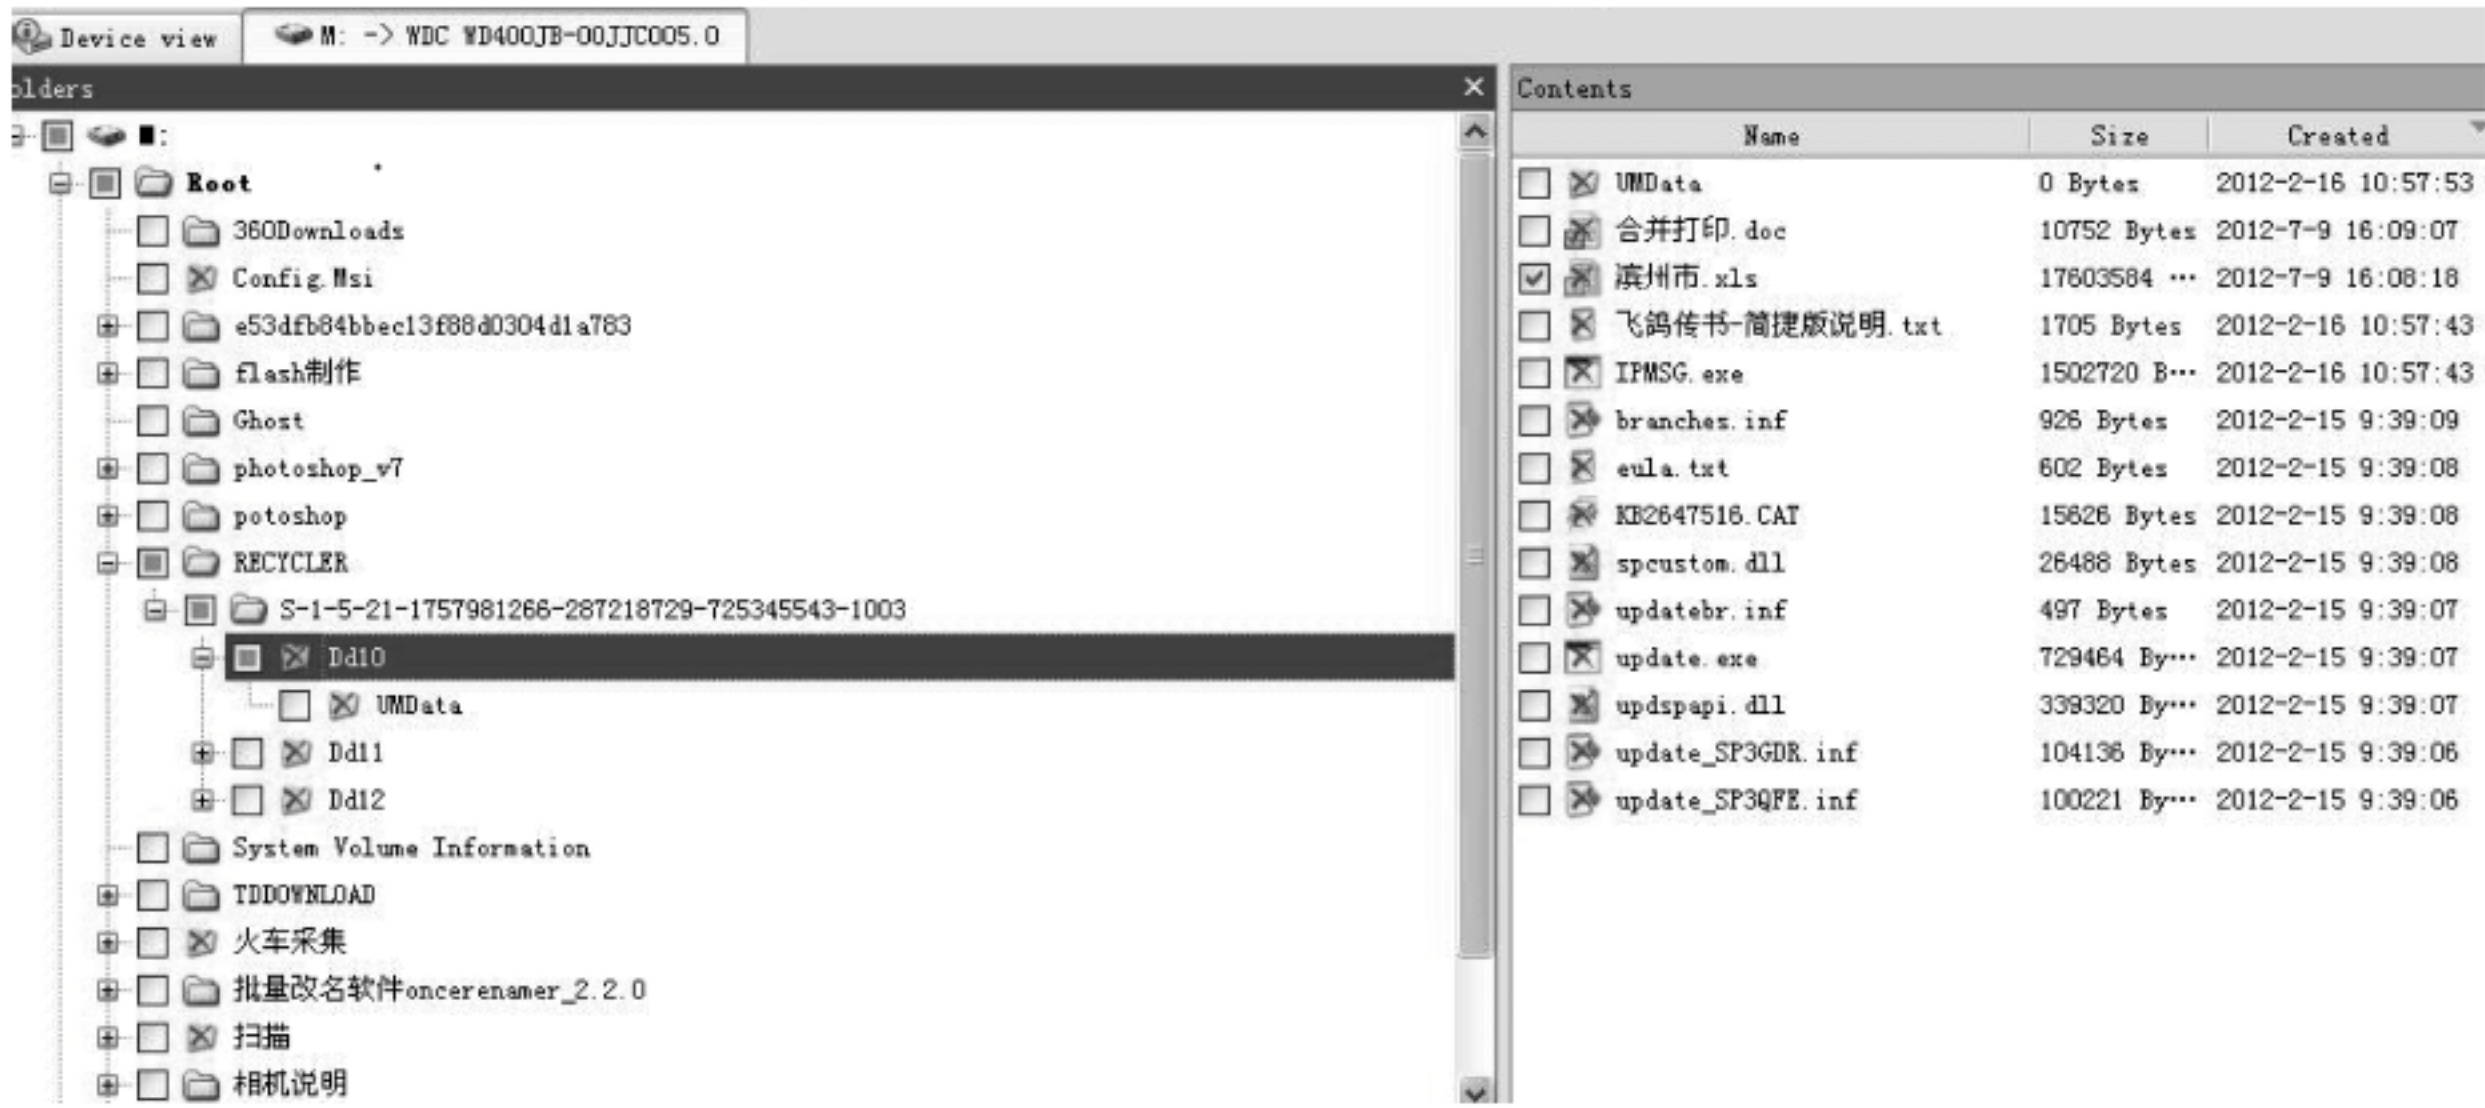 Device view
M: -> WDC WD400JB-00JJC005.0
olders
Root
360Downloads
Config.Msi
e53dfb84bbec13f88d0304d1a783
flash制作
Ghost
photoshop_v7
potoshop
RECYCLER
S-1-5-21-1757981266-287218729-725345543-1003
Dd10
UMData
Dd11
Dd12
System Volume Information
TDDOWNLOAD
火车采集
批量改名软件oncerenamer_2.2.0
扫描
相机说明
Contents
Name Size Created
UMData 0 Bytes 2012-2-16 10:57:53
合并打印.doc 10752 Bytes 2012-7-9 16:09:07
滨州市.xls 17603584 … 2012-7-9 16:08:18
飞鸽传书-简捷版说明.txt 1705 Bytes 2012-2-16 10:57:43
IPMSG.exe 1502720 B… 2012-2-16 10:57:43
branches.inf 926 Bytes 2012-2-15 9:39:09
eula.txt 602 Bytes 2012-2-15 9:39:08
KB2647516.CAT 15626 Bytes 2012-2-15 9:39:08
spcustom.dll 26488 Bytes 2012-2-15 9:39:08
updatebr.inf 497 Bytes 2012-2-15 9:39:07
update.exe 729464 By… 2012-2-15 9:39:07
updspapi.dll 339320 By… 2012-2-15 9:39:07
update_SP3GDR.inf 104136 By… 2012-2-15 9:39:06
update_SP3QFE.inf 100221 By… 2012-2-15 9:39:06